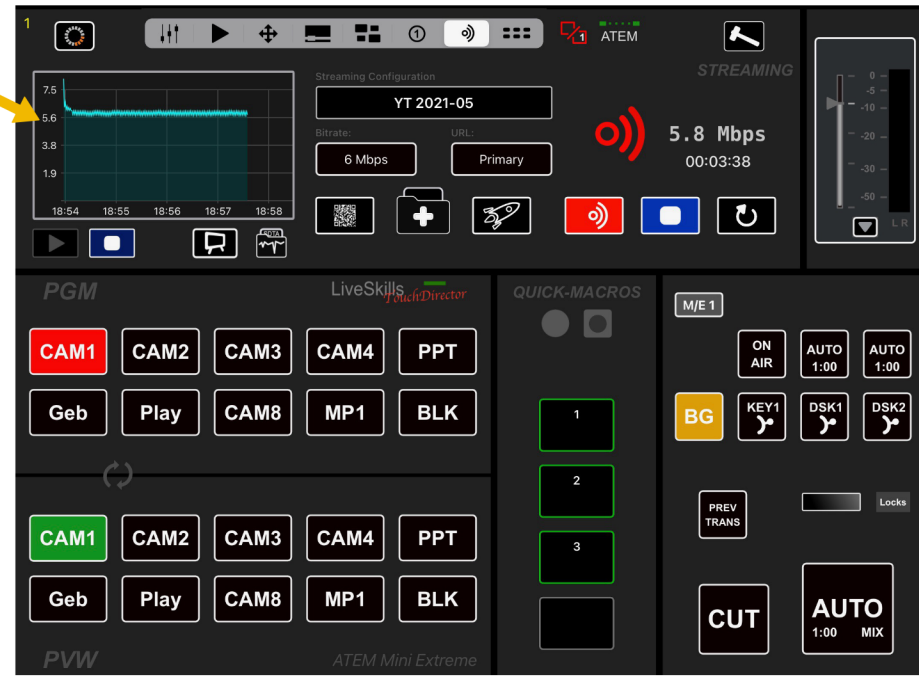 1
1
1
ATEM
STREAMING
7.5
5.6
3.8
1.9
18:54 18:55 18:56 18:57 18:58
Streaming Configuration
YT 2021-05
Bitrate: URL:
6 Mbps Primary
5.8 Mbps
00:03:38
0
-5
-10
-20
-30
-50
L R
PGM
LiveSkills
TouchDirector
CAM1 CAM2 CAM3 CAM4 PPT
Geb Play CAM8 MP1 BLK
CAM1 CAM2 CAM3 CAM4 PPT
Geb Play CAM8 MP1 BLK
PVW
ATEM Mini Extreme
QUICK-MACROS
1
2
3
M/E 1
ON AIR
AUTO 1:00
AUTO 1:00
BG
KEY1
DSK1
DSK2
PREV TRANS
Locks
CUT
AUTO
1:00 MIX